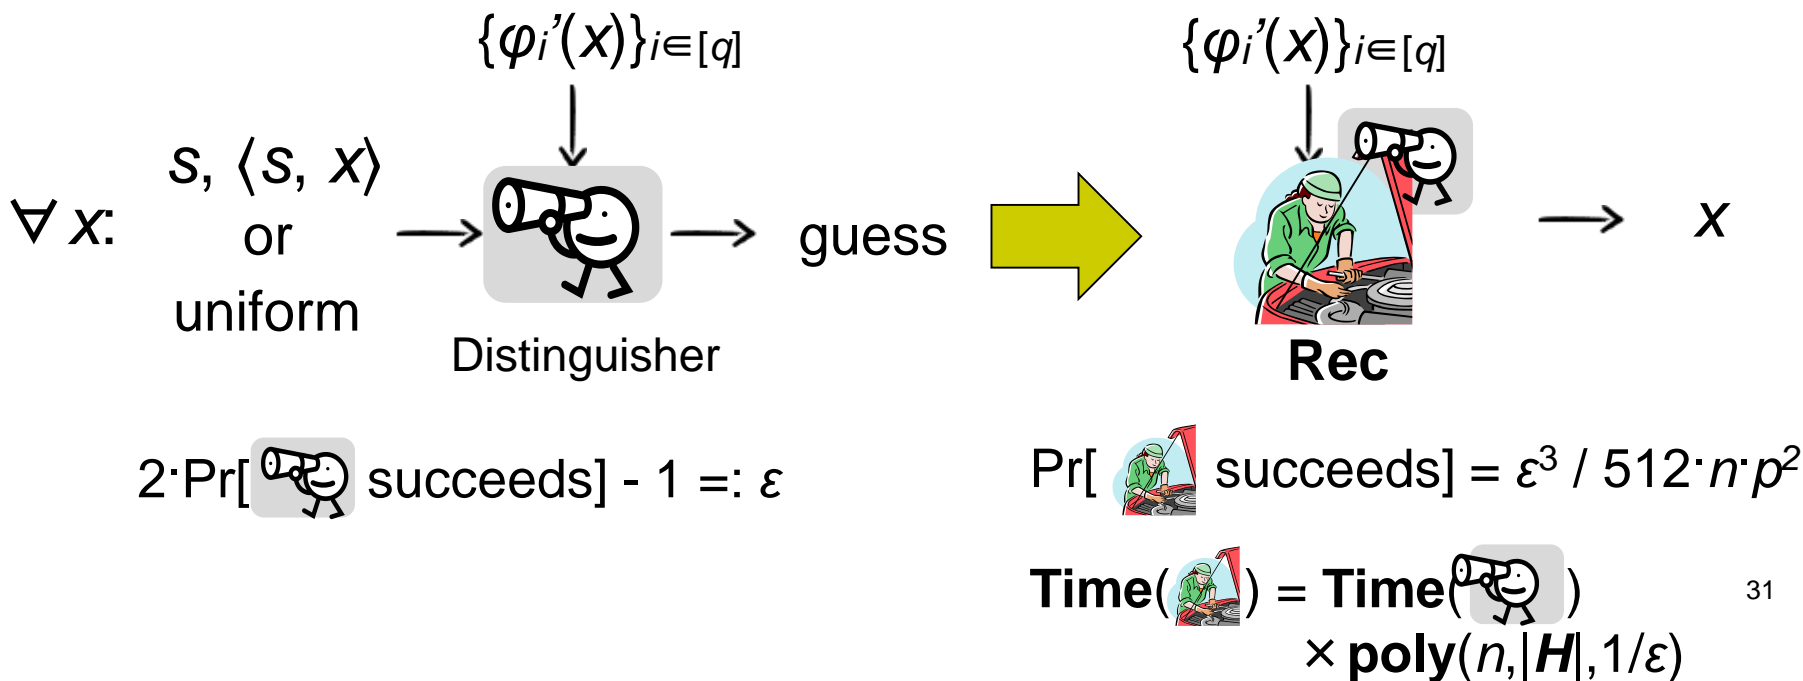 {φi’(x)}i∈[q]
∀ x:
s, ⟨s, x⟩
or
uniform
guess
Distinguisher
2·Pr[ succeeds] - 1 =: ε
{φi’(x)}i∈[q]
x
Rec
Pr[ succeeds] = ε³ / 512·n·p²
Time( ) = Time( )
× poly(n,|H|,1/ε)
31